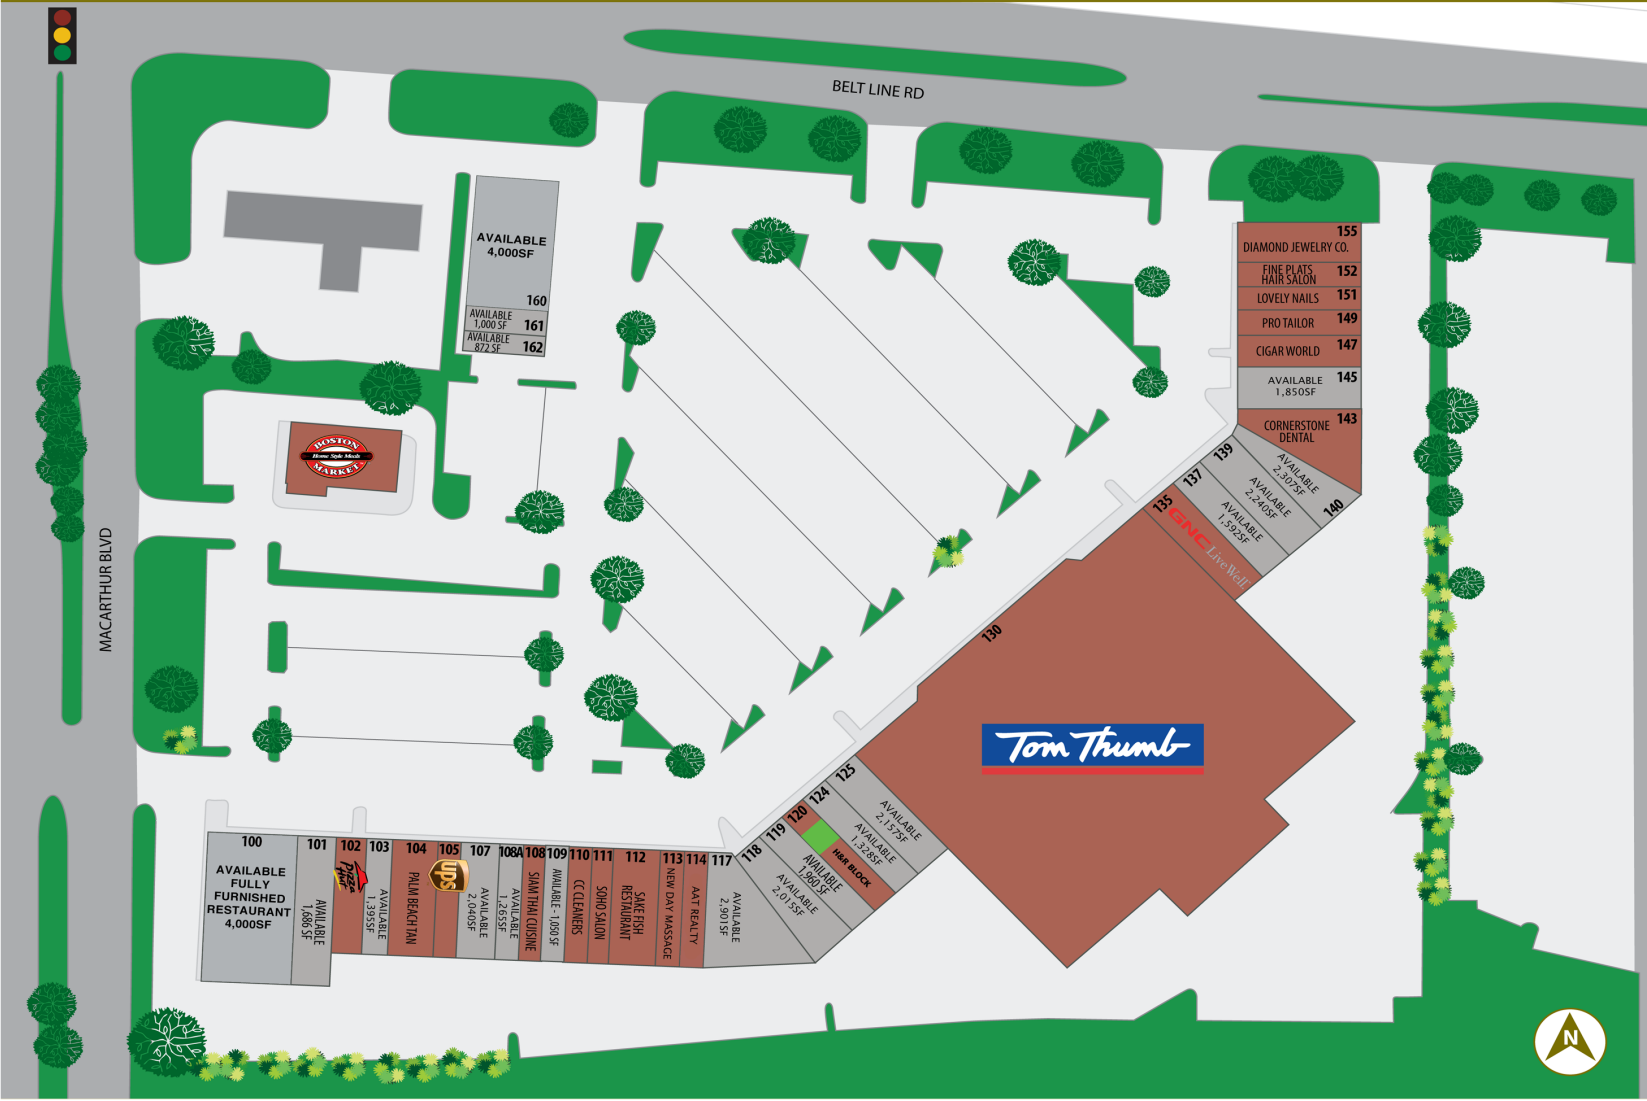 BELT LINE RD
MACARTHUR BLVD
AVAILABLE
4,000SF
160
AVAILABLE
1,000 SF
161
AVAILABLE
872 SF
162
BOSTON
Home Style Meals
MARKET
155
DIAMOND JEWELRY CO.
FINE PLATS
HAIR SALON
152
LOVELY NAILS
151
PRO TAILOR
149
CIGAR WORLD
147
AVAILABLE
1,850SF
145
143
CORNERSTONE
DENTAL
140
AVAILABLE
2,307SF
139
AVAILABLE
2,240SF
137
AVAILABLE
1,592SF
135
GNC LiveWell
130
Tom Thumb
125
AVAILABLE
2,157SF
124
AVAILABLE
1,328SF
120
H&R BLOCK
119
AVAILABLE
1,960 SF
118
AVAILABLE
2,015SF
117
AVAILABLE
2,901SF
114
AAT REALTY
113
NEW DAY MASSAGE
112
SAKE FISH
RESTAURANT
111
SOHO SALON
110
CC CLEANERS
109
AVAILABLE - 1,050 SF
108
SIAM THAI CUISINE
108A
AVAILABLE
1,265SF
107
AVAILABLE
2,040SF
105
ups
104
PALM BEACH TAN
103
AVAILABLE
1,395SF
102
Pizza Hut
101
AVAILABLE
1,686 SF
100
AVAILABLE
FULLY
FURNISHED
RESTAURANT
4,000SF
N